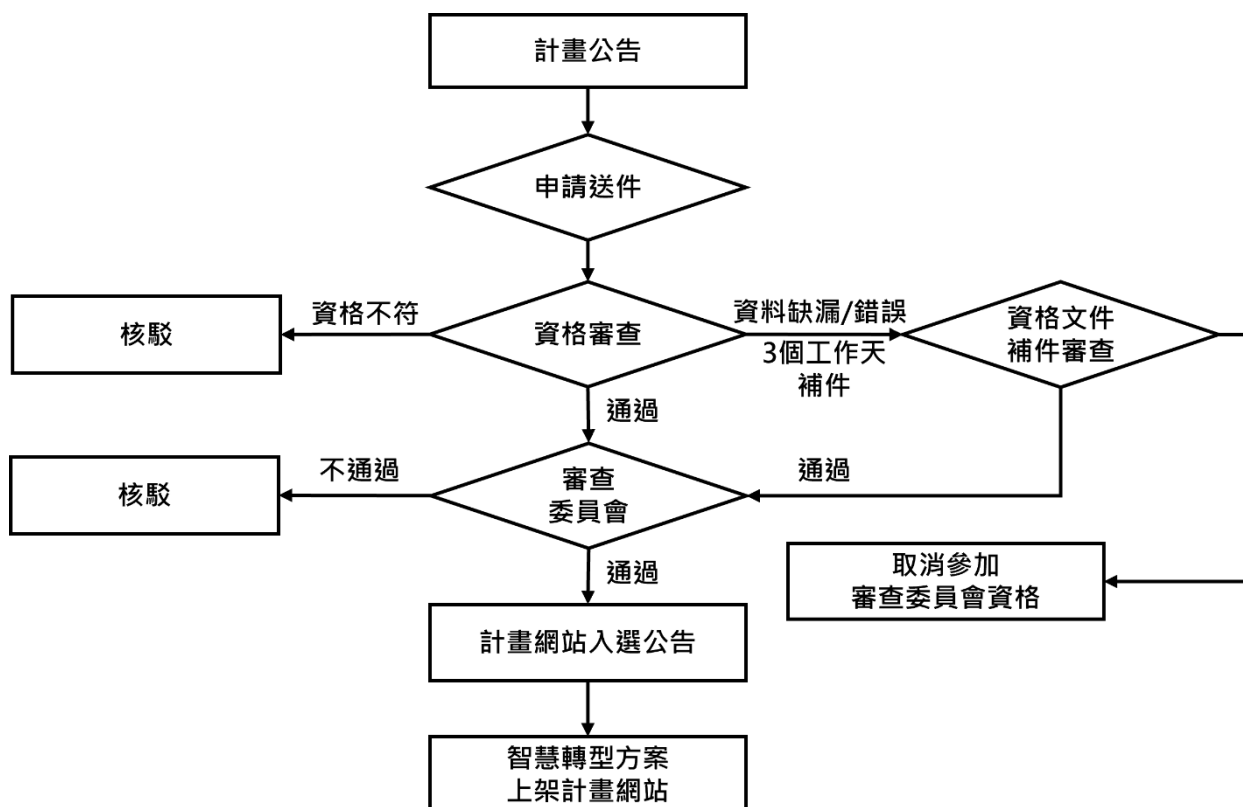 計畫公告
申請送件
資格不符
核駁
資格審查
資料缺漏/錯誤
3個工作天
補件
資格文件
補件審查
通過
不通過
核駁
審查
委員會
通過
通過
取消參加
審查委員會資格
計畫網站入選公告
智慧轉型方案
上架計畫網站